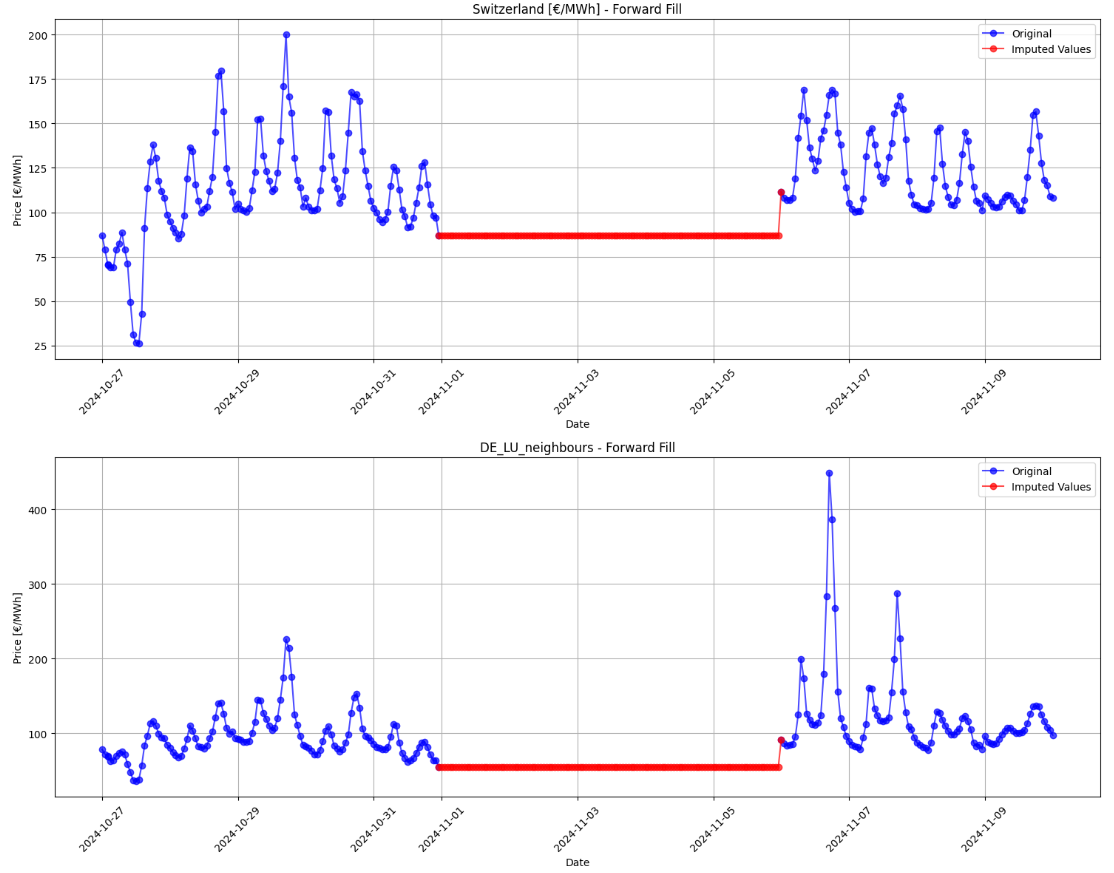 Switzerland [€/MWh] - Forward Fill
Original
Imputed Values
200
175
150
125
100
75
50
25
Price [€/MWh]
2024-10-27
2024-10-29
2024-10-31
2024-11-01
2024-11-03
2024-11-05
2024-11-07
2024-11-09
Date
DE_LU_neighbours - Forward Fill
Original
Imputed Values
400
300
200
100
Price [€/MWh]
2024-10-27
2024-10-29
2024-10-31
2024-11-01
2024-11-03
2024-11-05
2024-11-07
2024-11-09
Date